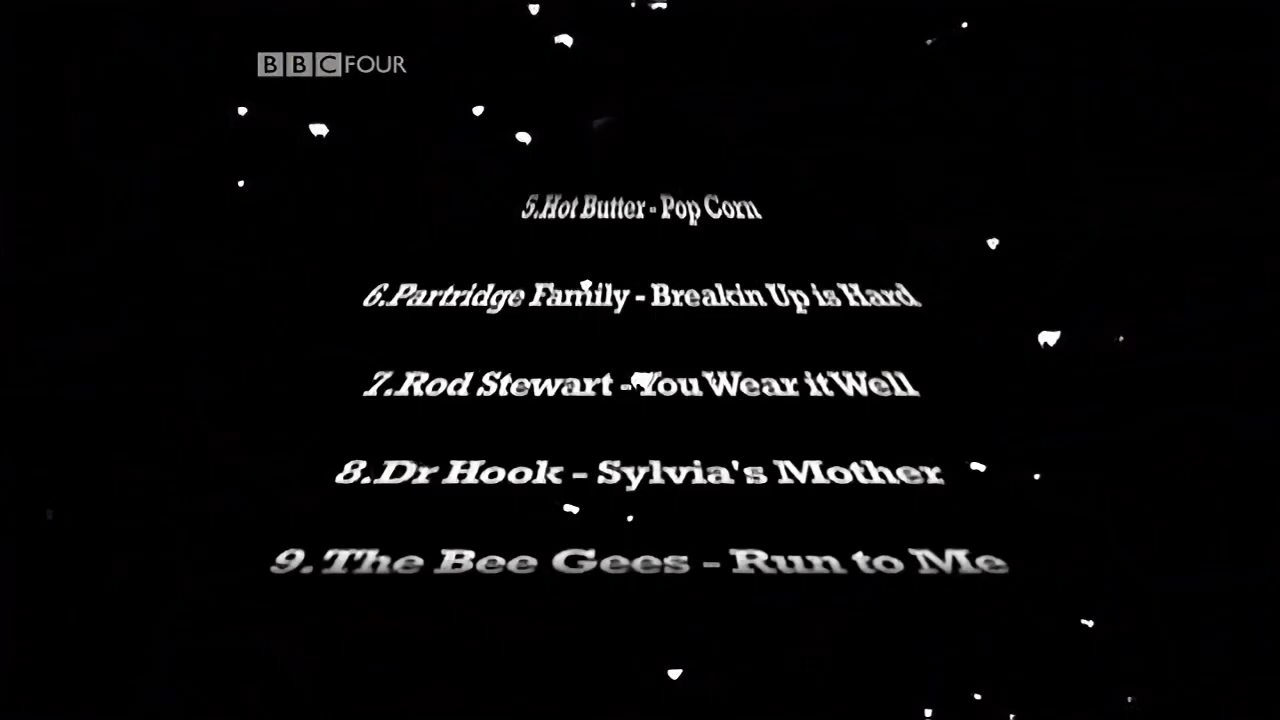 BBC FOUR
5.Hot Butter - Pop Corn
6.Partridge Family - Breakin Up is Hard
7.Rod Stewart - You Wear it Well
8.Dr Hook - Sylvia's Mother
9. The Bee Gees - Run to Me